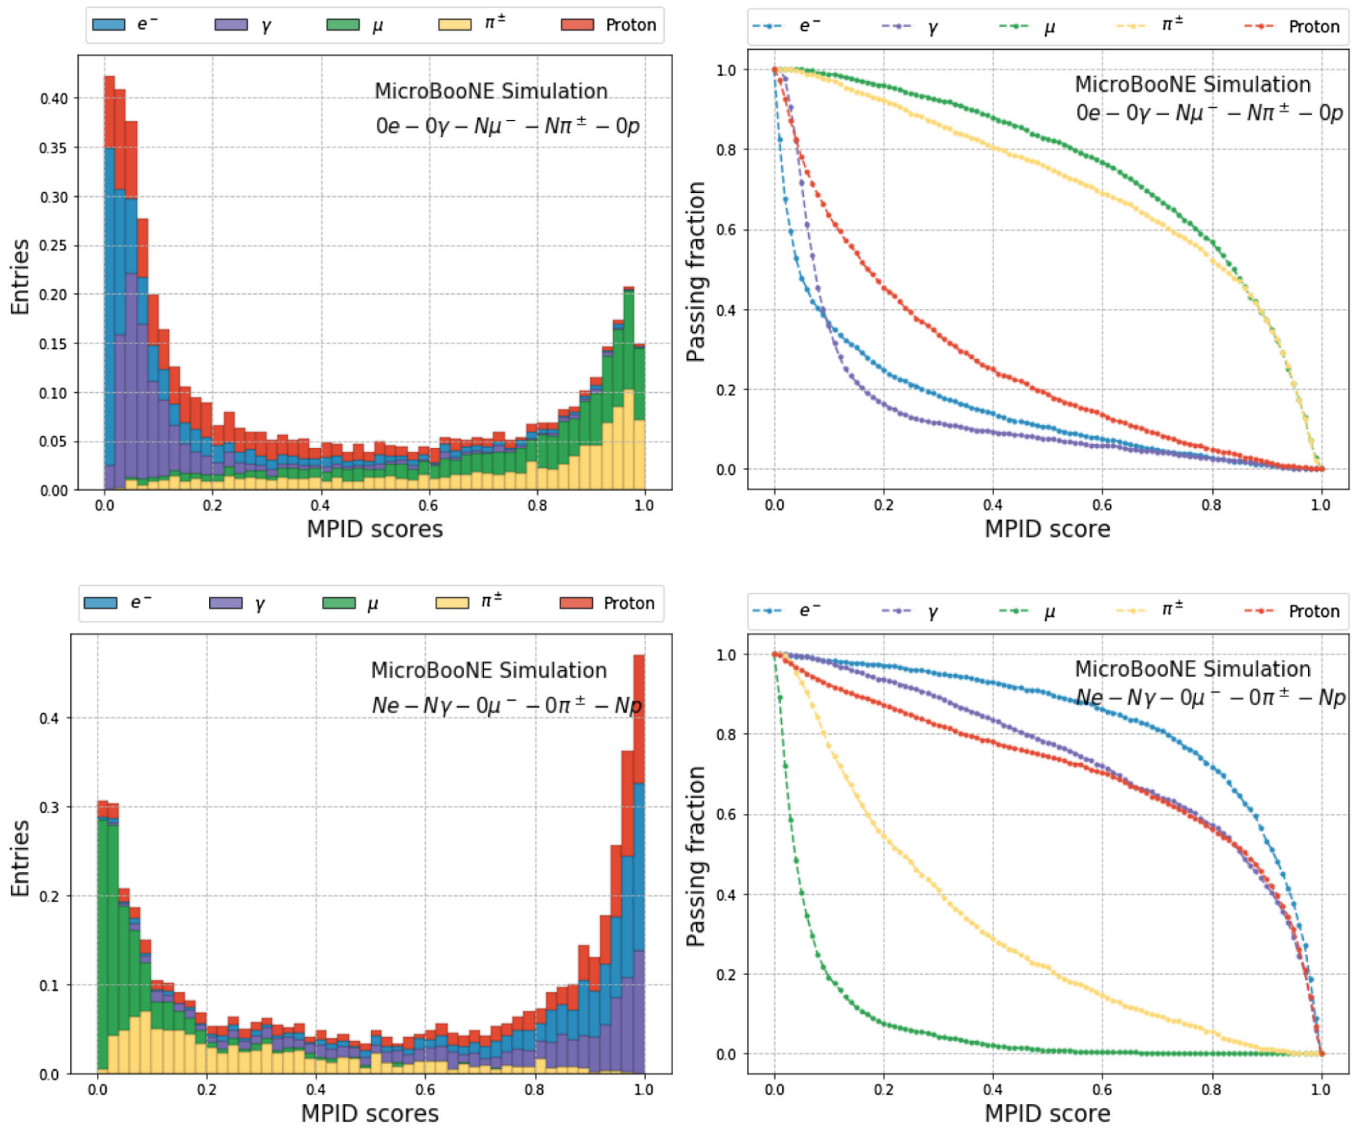 e⁻ γ μ π± Proton
MicroBooNE Simulation
0e − 0γ − Nμ⁻ − Nπ± − 0p
Entries
0.40
0.35
0.30
0.25
0.20
0.15
0.10
0.05
0.00
0.0 0.2 0.4 0.6 0.8 1.0
MPID scores
e⁻ γ μ π± Proton
MicroBooNE Simulation
0e − 0γ − Nμ⁻ − Nπ± − 0p
Passing fraction
1.0
0.8
0.6
0.4
0.2
0.0
0.0 0.2 0.4 0.6 0.8 1.0
MPID score
e⁻ γ μ π± Proton
MicroBooNE Simulation
Ne − Nγ − 0μ⁻ − 0π± − Np
Entries
0.4
0.3
0.2
0.1
0.0
0.0 0.2 0.4 0.6 0.8 1.0
MPID scores
e⁻ γ μ π± Proton
MicroBooNE Simulation
Ne − Nγ − 0μ⁻ − 0π± − Np
Passing fraction
1.0
0.8
0.6
0.4
0.2
0.0
0.0 0.2 0.4 0.6 0.8 1.0
MPID score